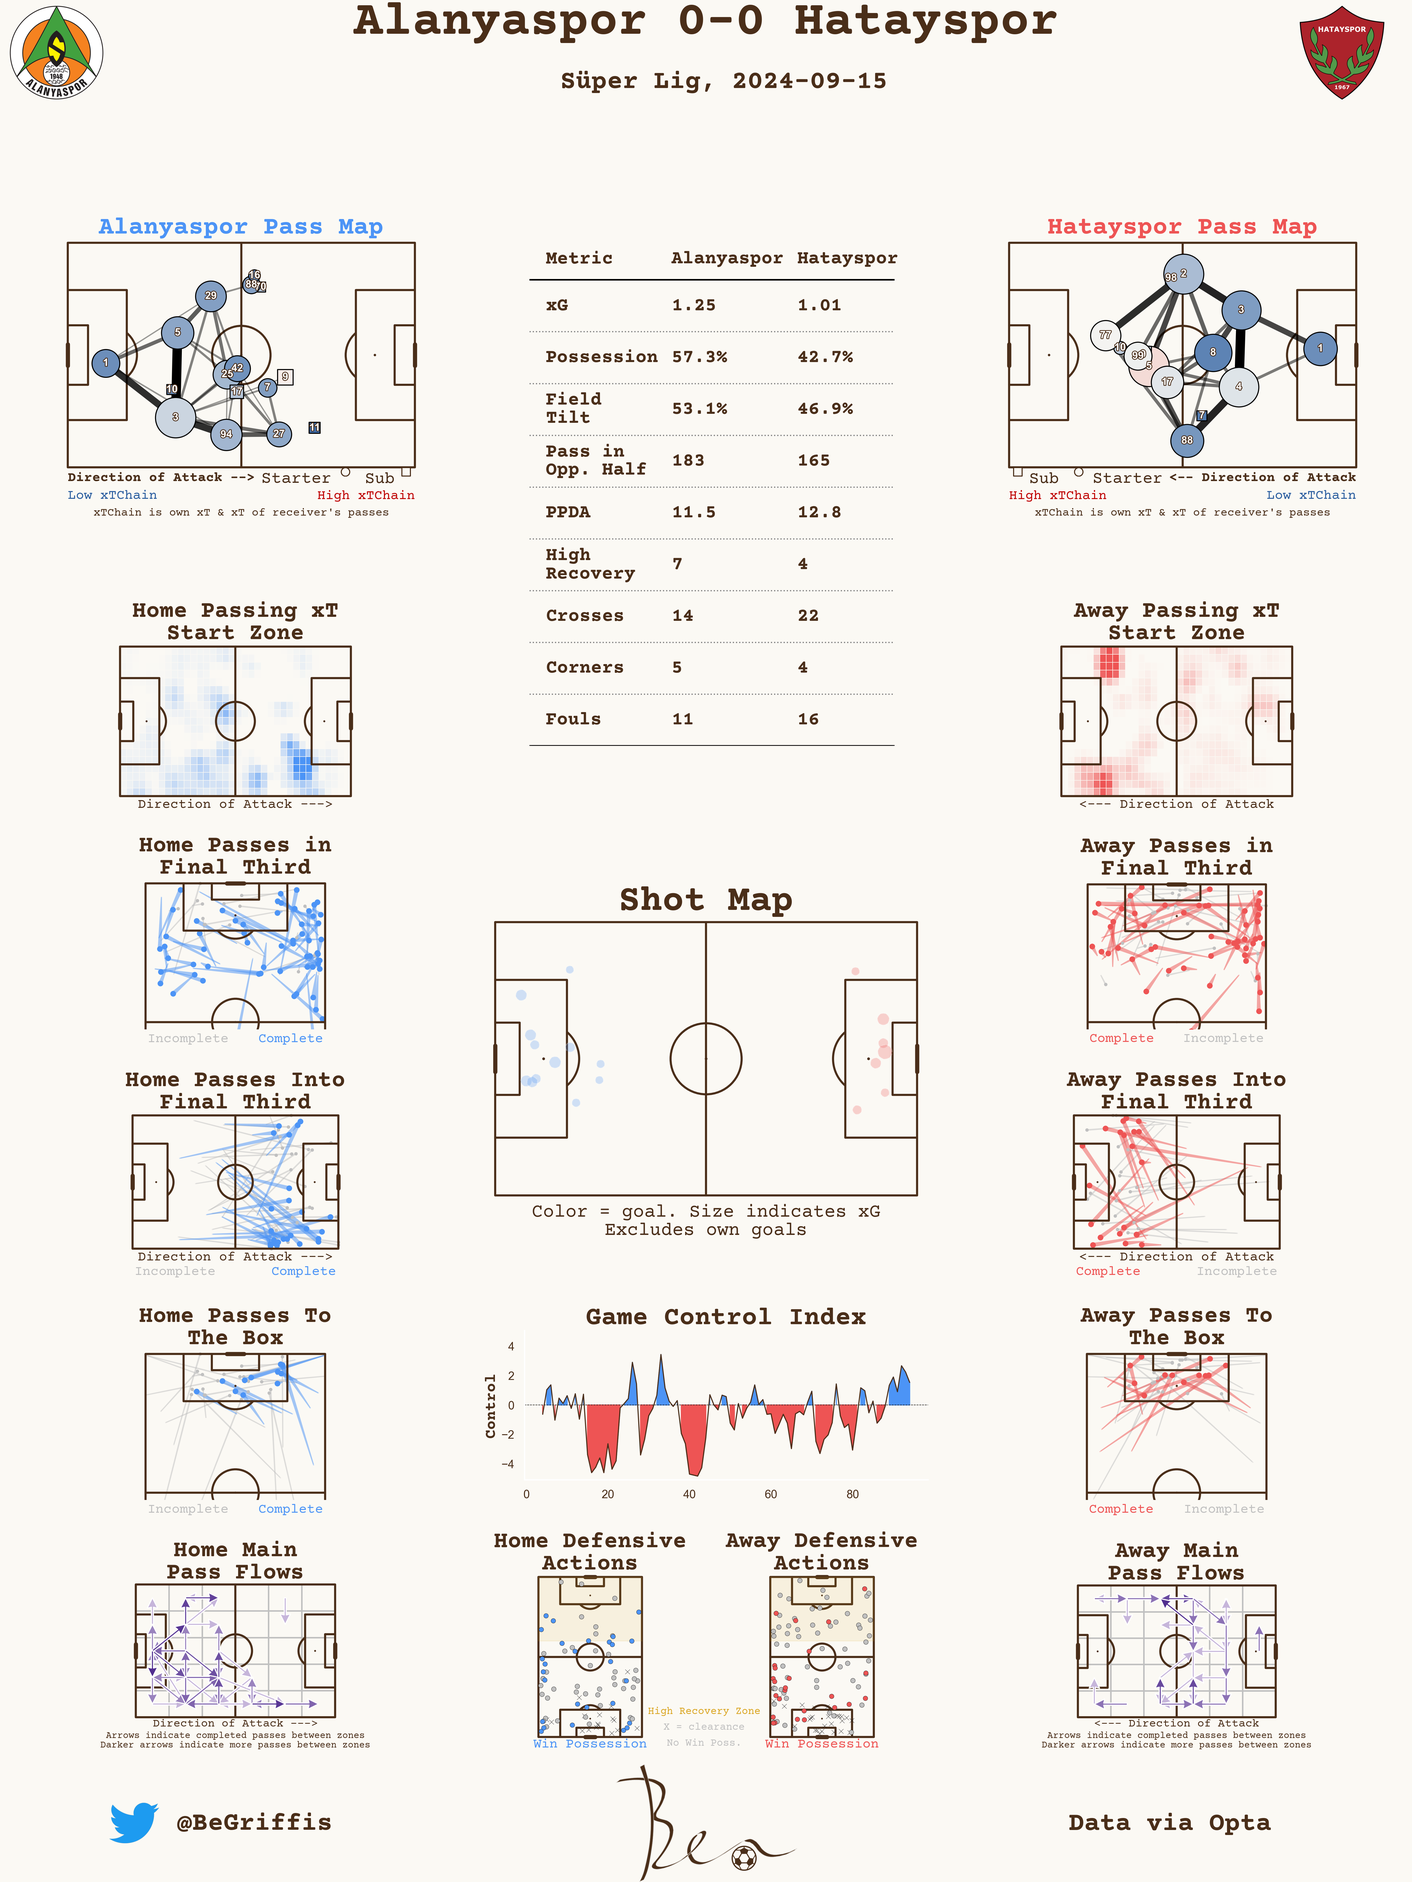 Alanyaspor 0-0 Hatayspor
Süper Lig, 2024-09-15
1948
ALANYASPOR
HATAYSPOR
1967
Alanyaspor Pass Map
16
88
70
29
5
1
25
42
10
17
7
9
3
94
27
11
Direction of Attack --> Starter Sub
Low xTChain High xTChain
xTChain is own xT & xT of receiver's passes
Metric Alanyaspor Hatayspor
xG 1.25 1.01
Possession 57.3% 42.7%
Field
Tilt 53.1% 46.9%
Pass in
Opp. Half 183 165
PPDA 11.5 12.8
High
Recovery 7 4
Crosses 14 22
Corners 5 4
Fouls 11 16
Hatayspor Pass Map
98
2
3
77
10
99
5
8
1
17
4
7
88
Sub Starter <-- Direction of Attack
High xTChain Low xTChain
xTChain is own xT & xT of receiver's passes
Home Passing xT
Start Zone
Direction of Attack --->
Away Passing xT
Start Zone
<--- Direction of Attack
Home Passes in
Final Third
Incomplete Complete
Away Passes in
Final Third
Complete Incomplete
Shot Map
Color = goal. Size indicates xG
Excludes own goals
Home Passes Into
Final Third
Direction of Attack --->
Incomplete Complete
Away Passes Into
Final Third
<--- Direction of Attack
Complete Incomplete
Home Passes To
The Box
Incomplete Complete
Game Control Index
Control
4
2
0
−2
−4
0 20 40 60 80
Away Passes To
The Box
Complete Incomplete
Home Main
Pass Flows
Direction of Attack --->
Arrows indicate completed passes between zones
Darker arrows indicate more passes between zones
Home Defensive
Actions
Win Possession
Away Defensive
Actions
Win Possession
High Recovery Zone
X = clearance
No Win Poss.
Away Main
Pass Flows
<--- Direction of Attack
Arrows indicate completed passes between zones
Darker arrows indicate more passes between zones
@BeGriffis
Ben
Data via Opta